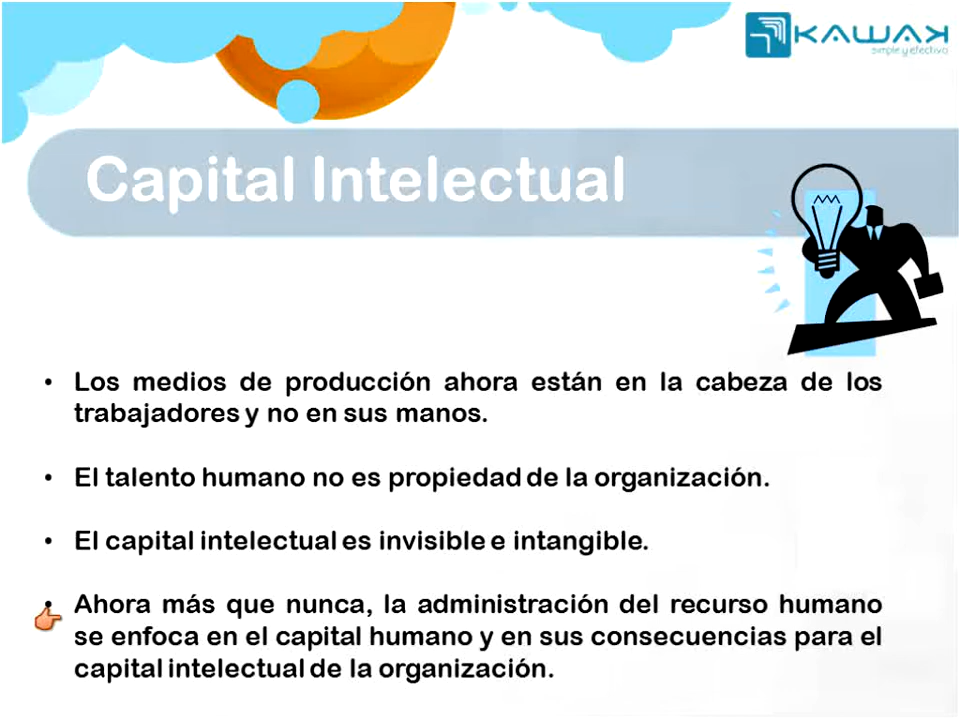 KAWAK
simple y efectivo
Capital Intelectual
• Los medios de producción ahora están en la cabeza de los
trabajadores y no en sus manos.
• El talento humano no es propiedad de la organización.
• El capital intelectual es invisible e intangible.
• Ahora más que nunca, la administración del recurso humano
se enfoca en el capital humano y en sus consecuencias para el
capital intelectual de la organización.